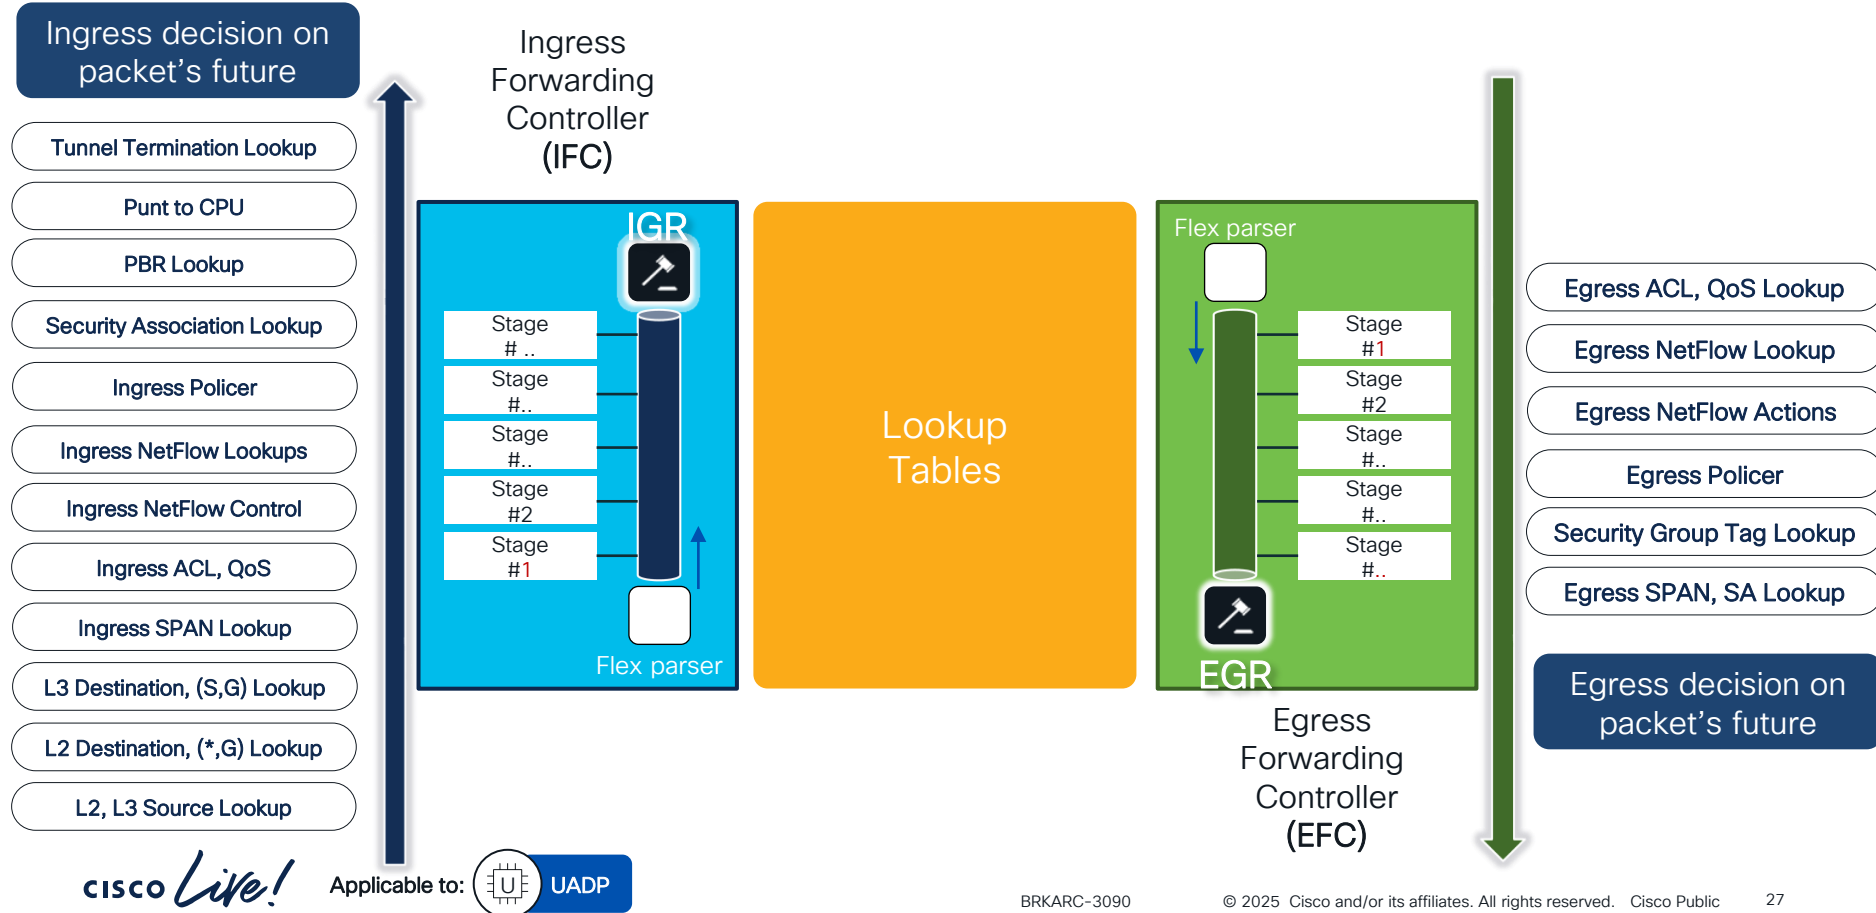 Ingress decision on
packet's future
Tunnel Termination Lookup
Punt to CPU
PBR Lookup
Security Association Lookup
Ingress Policer
Ingress NetFlow Lookups
Ingress NetFlow Control
Ingress ACL, QoS
Ingress SPAN Lookup
L3 Destination, (S,G) Lookup
L2 Destination, (*,G) Lookup
L2, L3 Source Lookup
Ingress
Forwarding
Controller
(IFC)
IGR
Stage
# ..
Stage
#..
Stage
#..
Stage
#2
Stage
#1
Flex parser
Lookup
Tables
Flex parser
Stage
#1
Stage
#2
Stage
#..
Stage
#..
Stage
#..
EGR
Egress
Forwarding
Controller
(EFC)
Egress ACL, QoS Lookup
Egress NetFlow Lookup
Egress NetFlow Actions
Egress Policer
Security Group Tag Lookup
Egress SPAN, SA Lookup
Egress decision on
packet's future
CISCO Live!
Applicable to:
U
UADP
BRKARC-3090
© 2025 Cisco and/or its affiliates. All rights reserved. Cisco Public
27